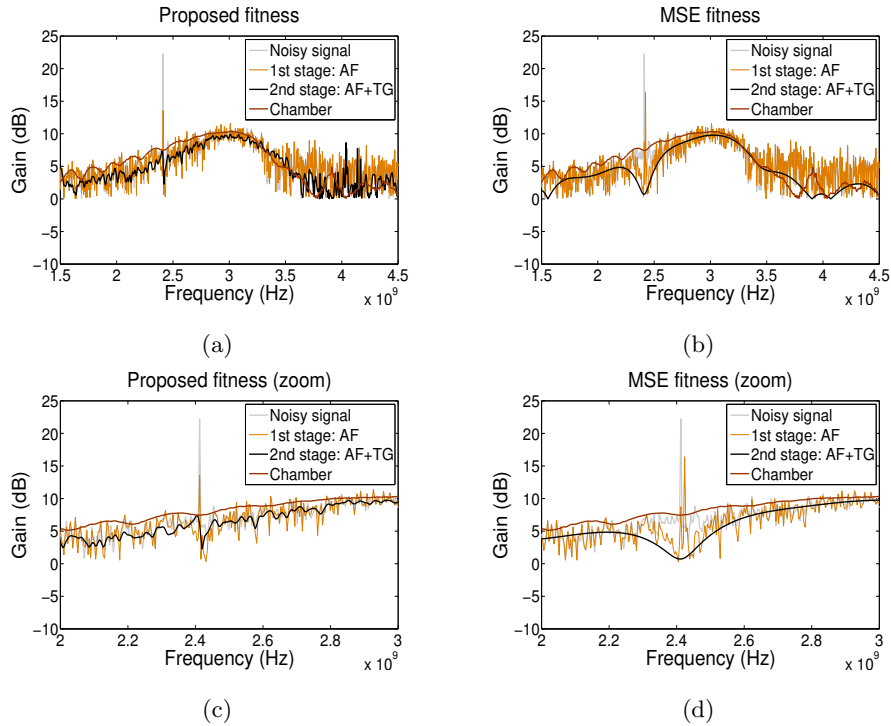 Proposed fitness
25
20
15
10
5
0
−5
−10
Gain (dB)
Noisy signal
1st stage: AF
2nd stage: AF+TG
Chamber
1.5
2
2.5
3
3.5
4
4.5
Frequency (Hz)
x 10^9
(a)
MSE fitness
25
20
15
10
5
0
−5
−10
Gain (dB)
Noisy signal
1st stage: AF
2nd stage: AF+TG
Chamber
1.5
2
2.5
3
3.5
4
4.5
Frequency (Hz)
x 10^9
(b)
Proposed fitness (zoom)
25
20
15
10
5
0
−5
−10
Gain (dB)
Noisy signal
1st stage: AF
2nd stage: AF+TG
Chamber
2
2.2
2.4
2.6
2.8
3
Frequency (Hz)
x 10^9
(c)
MSE fitness (zoom)
25
20
15
10
5
0
−5
−10
Gain (dB)
Noisy signal
1st stage: AF
2nd stage: AF+TG
Chamber
2
2.2
2.4
2.6
2.8
3
Frequency (Hz)
x 10^9
(d)